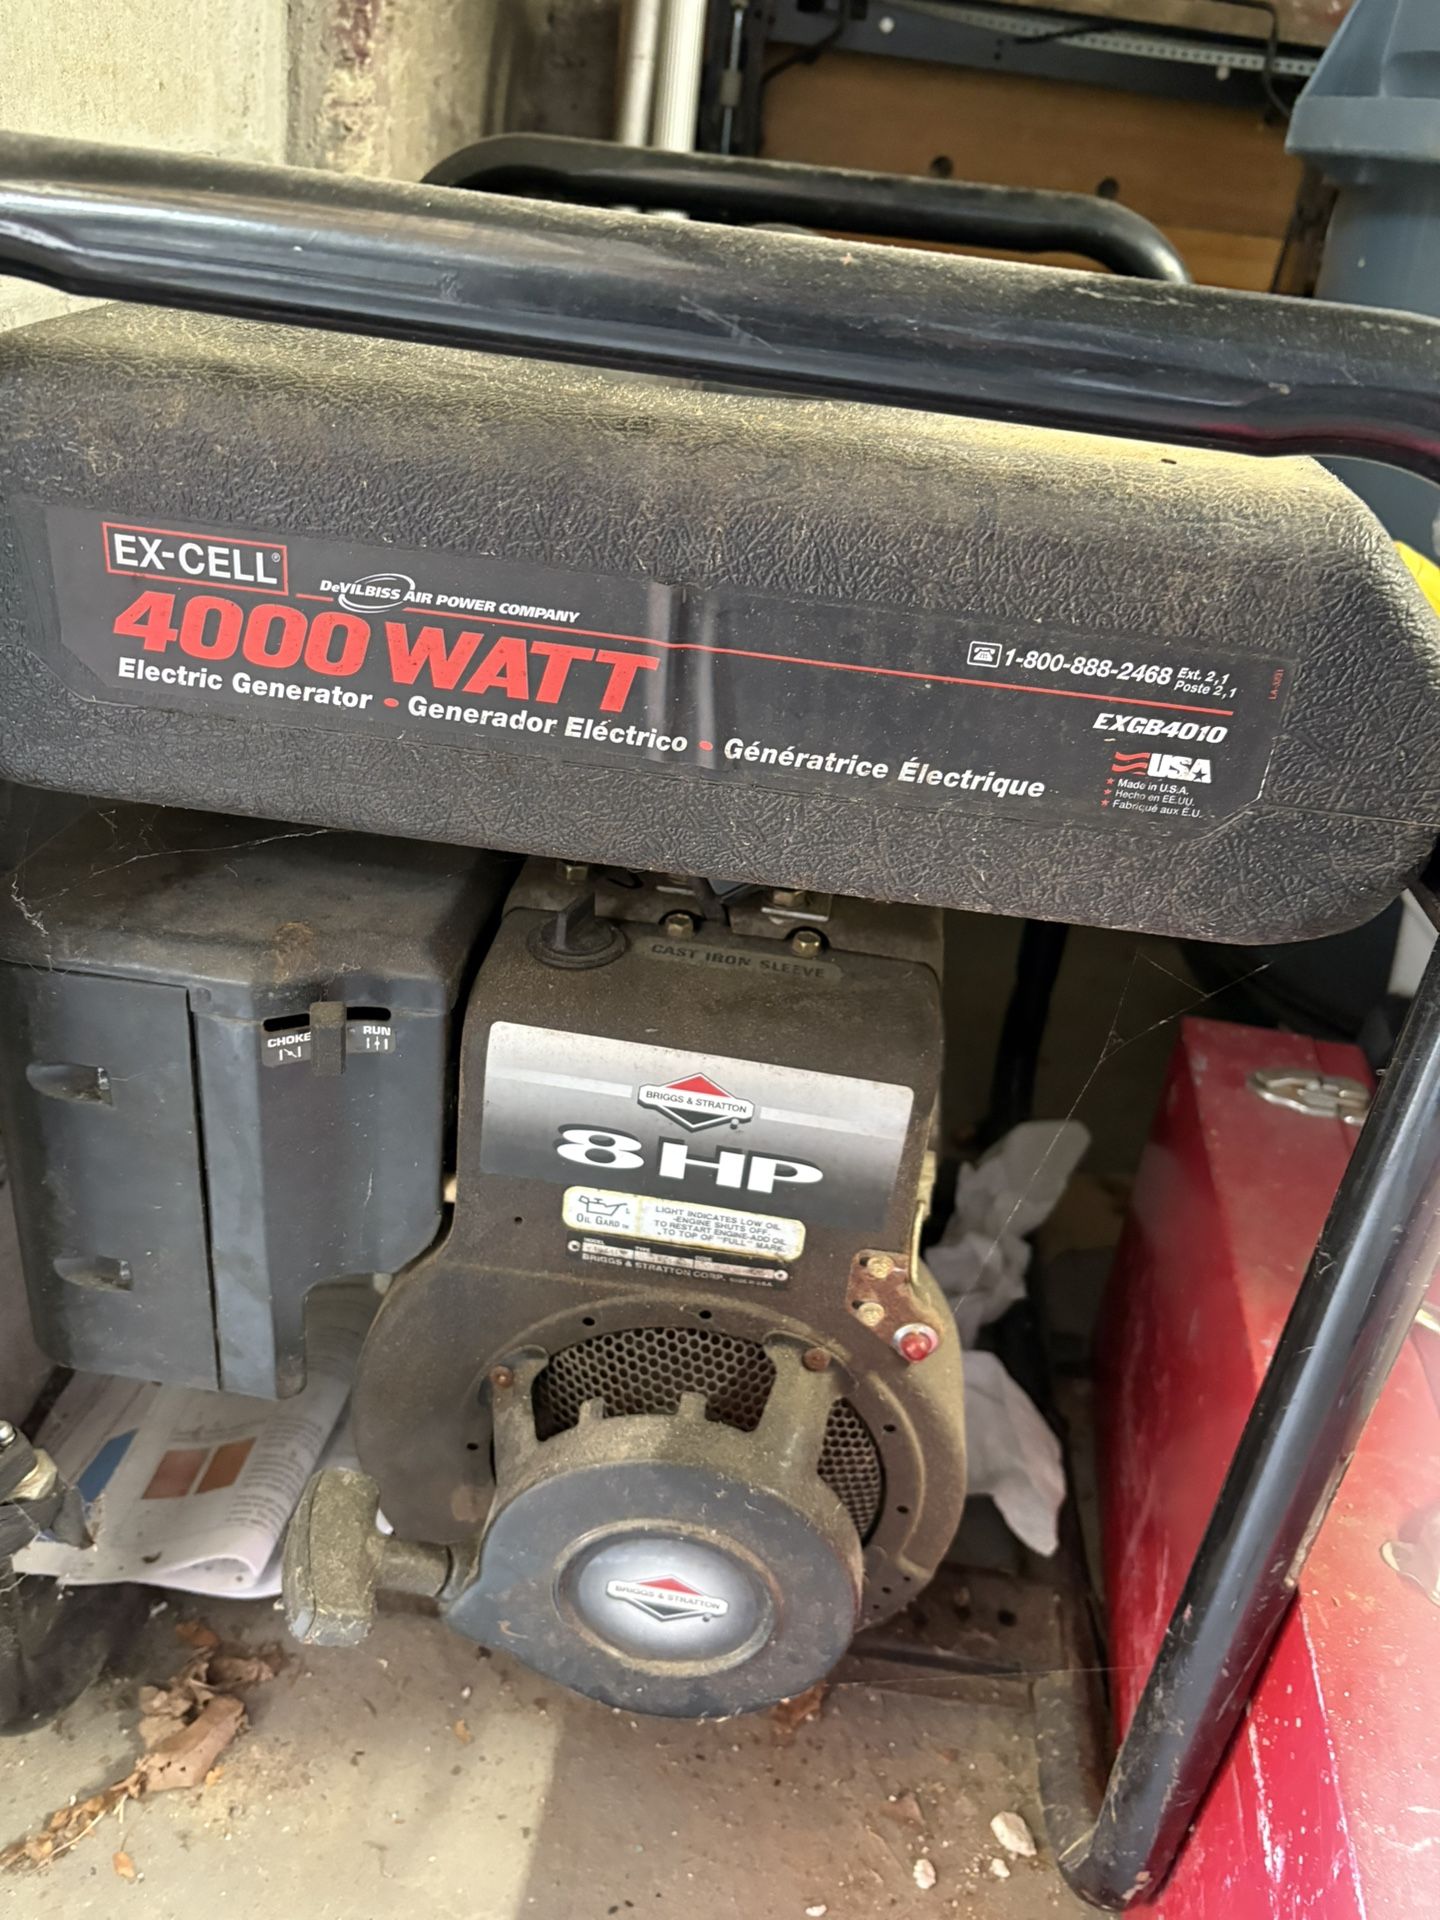 EX-CELL®
DeVILBISS AIR POWER COMPANY
4000 WATT
Electric Generator • Generador Eléctrico • Génératrice Électrique
1-800-888-2468 Ext. 2,1
Poste 2,1
EXGB4010
USA
★ Made in U.S.A.
★ Hecho en EE.UU.
★ Fabriqué aux É.U.
CAST IRON SLEEVE
CHOKE
RUN
BRIGGS & STRATTON
8 HP
OIL GARD
LIGHT INDICATES LOW OIL
-ENGINE SHUTS OFF
TO RESTART ENGINE-ADD OIL
TO TOP OF "FULL" MARK.
MODEL TYPE
BRIGGS & STRATTON CORP.
BRIGGS & STRATTON